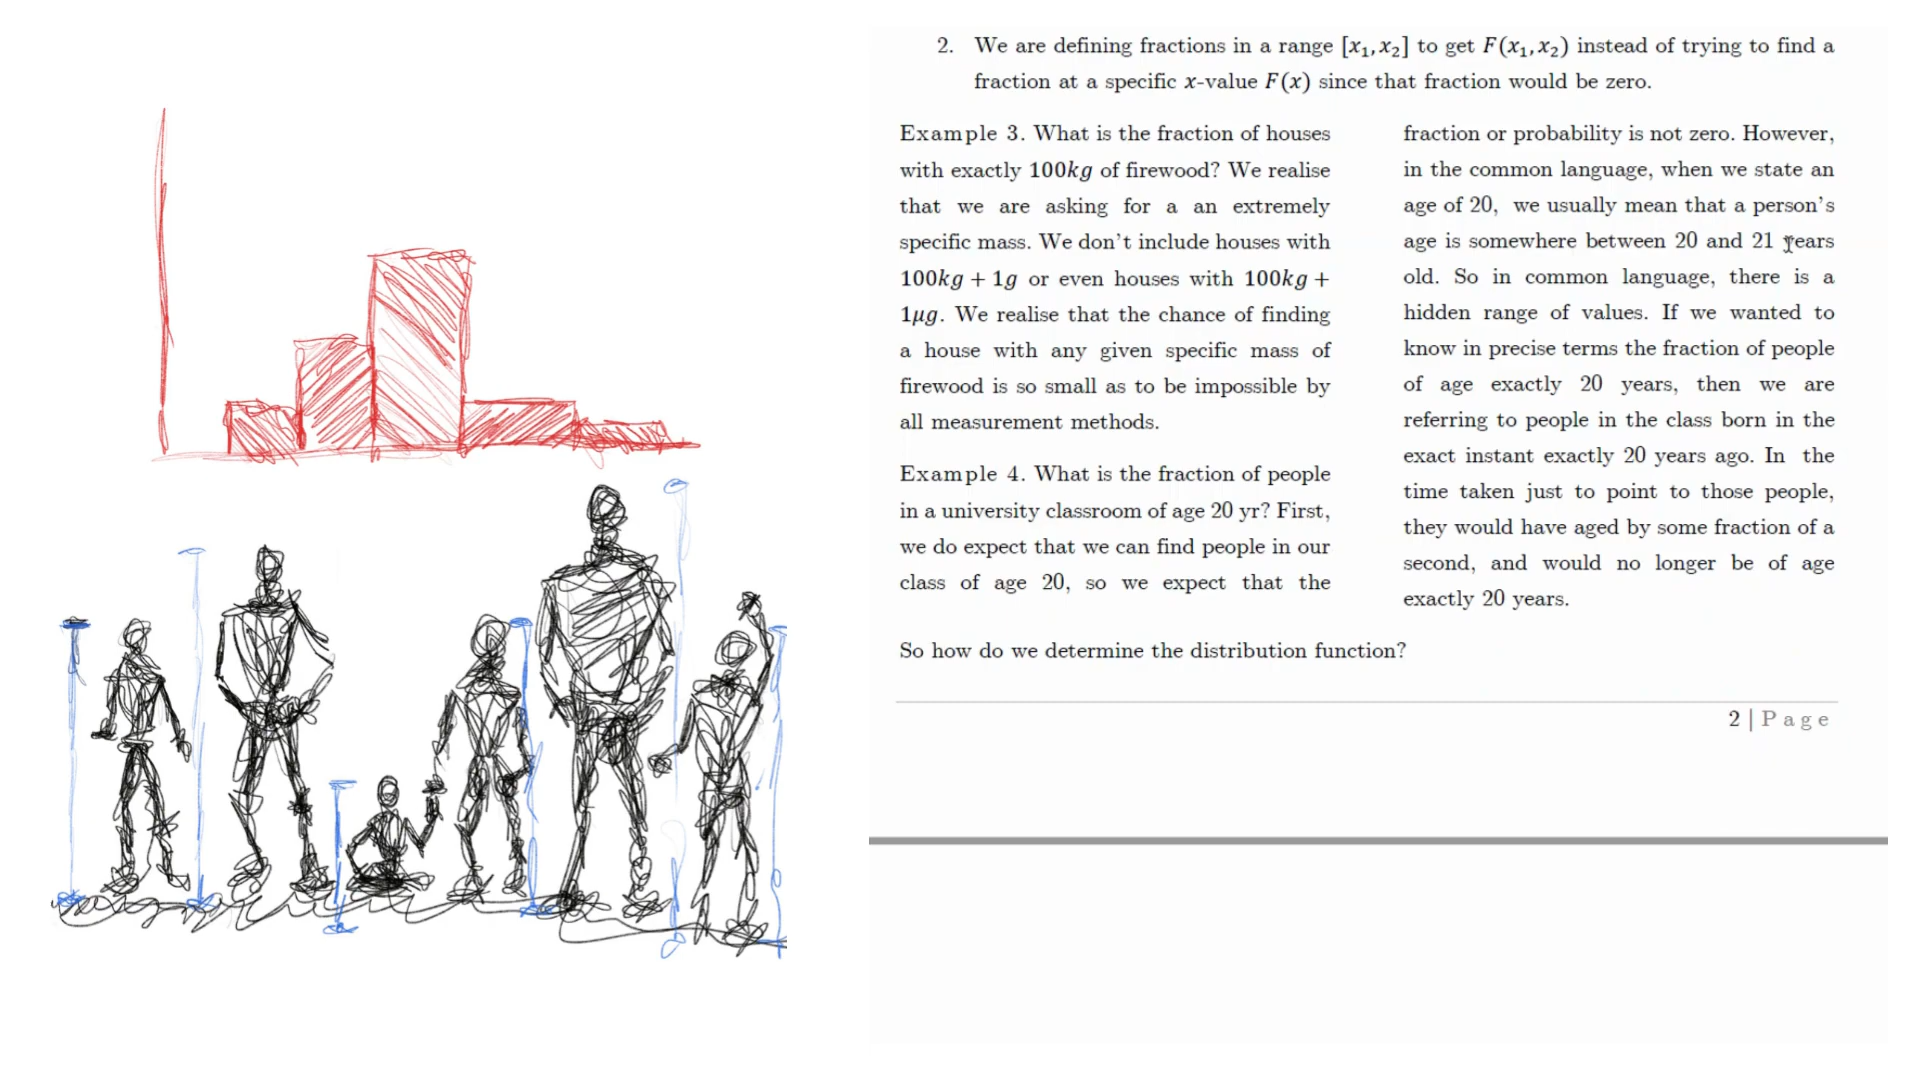 2. We are defining fractions in a range [x₁, x₂] to get F(x₁, x₂) instead of trying to find a
fraction at a specific x-value F(x) since that fraction would be zero.
Example 3. What is the fraction of houses
with exactly 100kg of firewood? We realise
that we are asking for a an extremely
specific mass. We don't include houses with
100kg + 1g or even houses with 100kg +
1μg. We realise that the chance of finding
a house with any given specific mass of
firewood is so small as to be impossible by
all measurement methods.
Example 4. What is the fraction of people
in a university classroom of age 20 yr? First,
we do expect that we can find people in our
class of age 20, so we expect that the
fraction or probability is not zero. However,
in the common language, when we state an
age of 20, we usually mean that a person's
age is somewhere between 20 and 21 years
old. So in common language, there is a
hidden range of values. If we wanted to
know in precise terms the fraction of people
of age exactly 20 years, then we are
referring to people in the class born in the
exact instant exactly 20 years ago. In the
time taken just to point to those people,
they would have aged by some fraction of a
second, and would no longer be of age
exactly 20 years.
So how do we determine the distribution function?
2 | Page